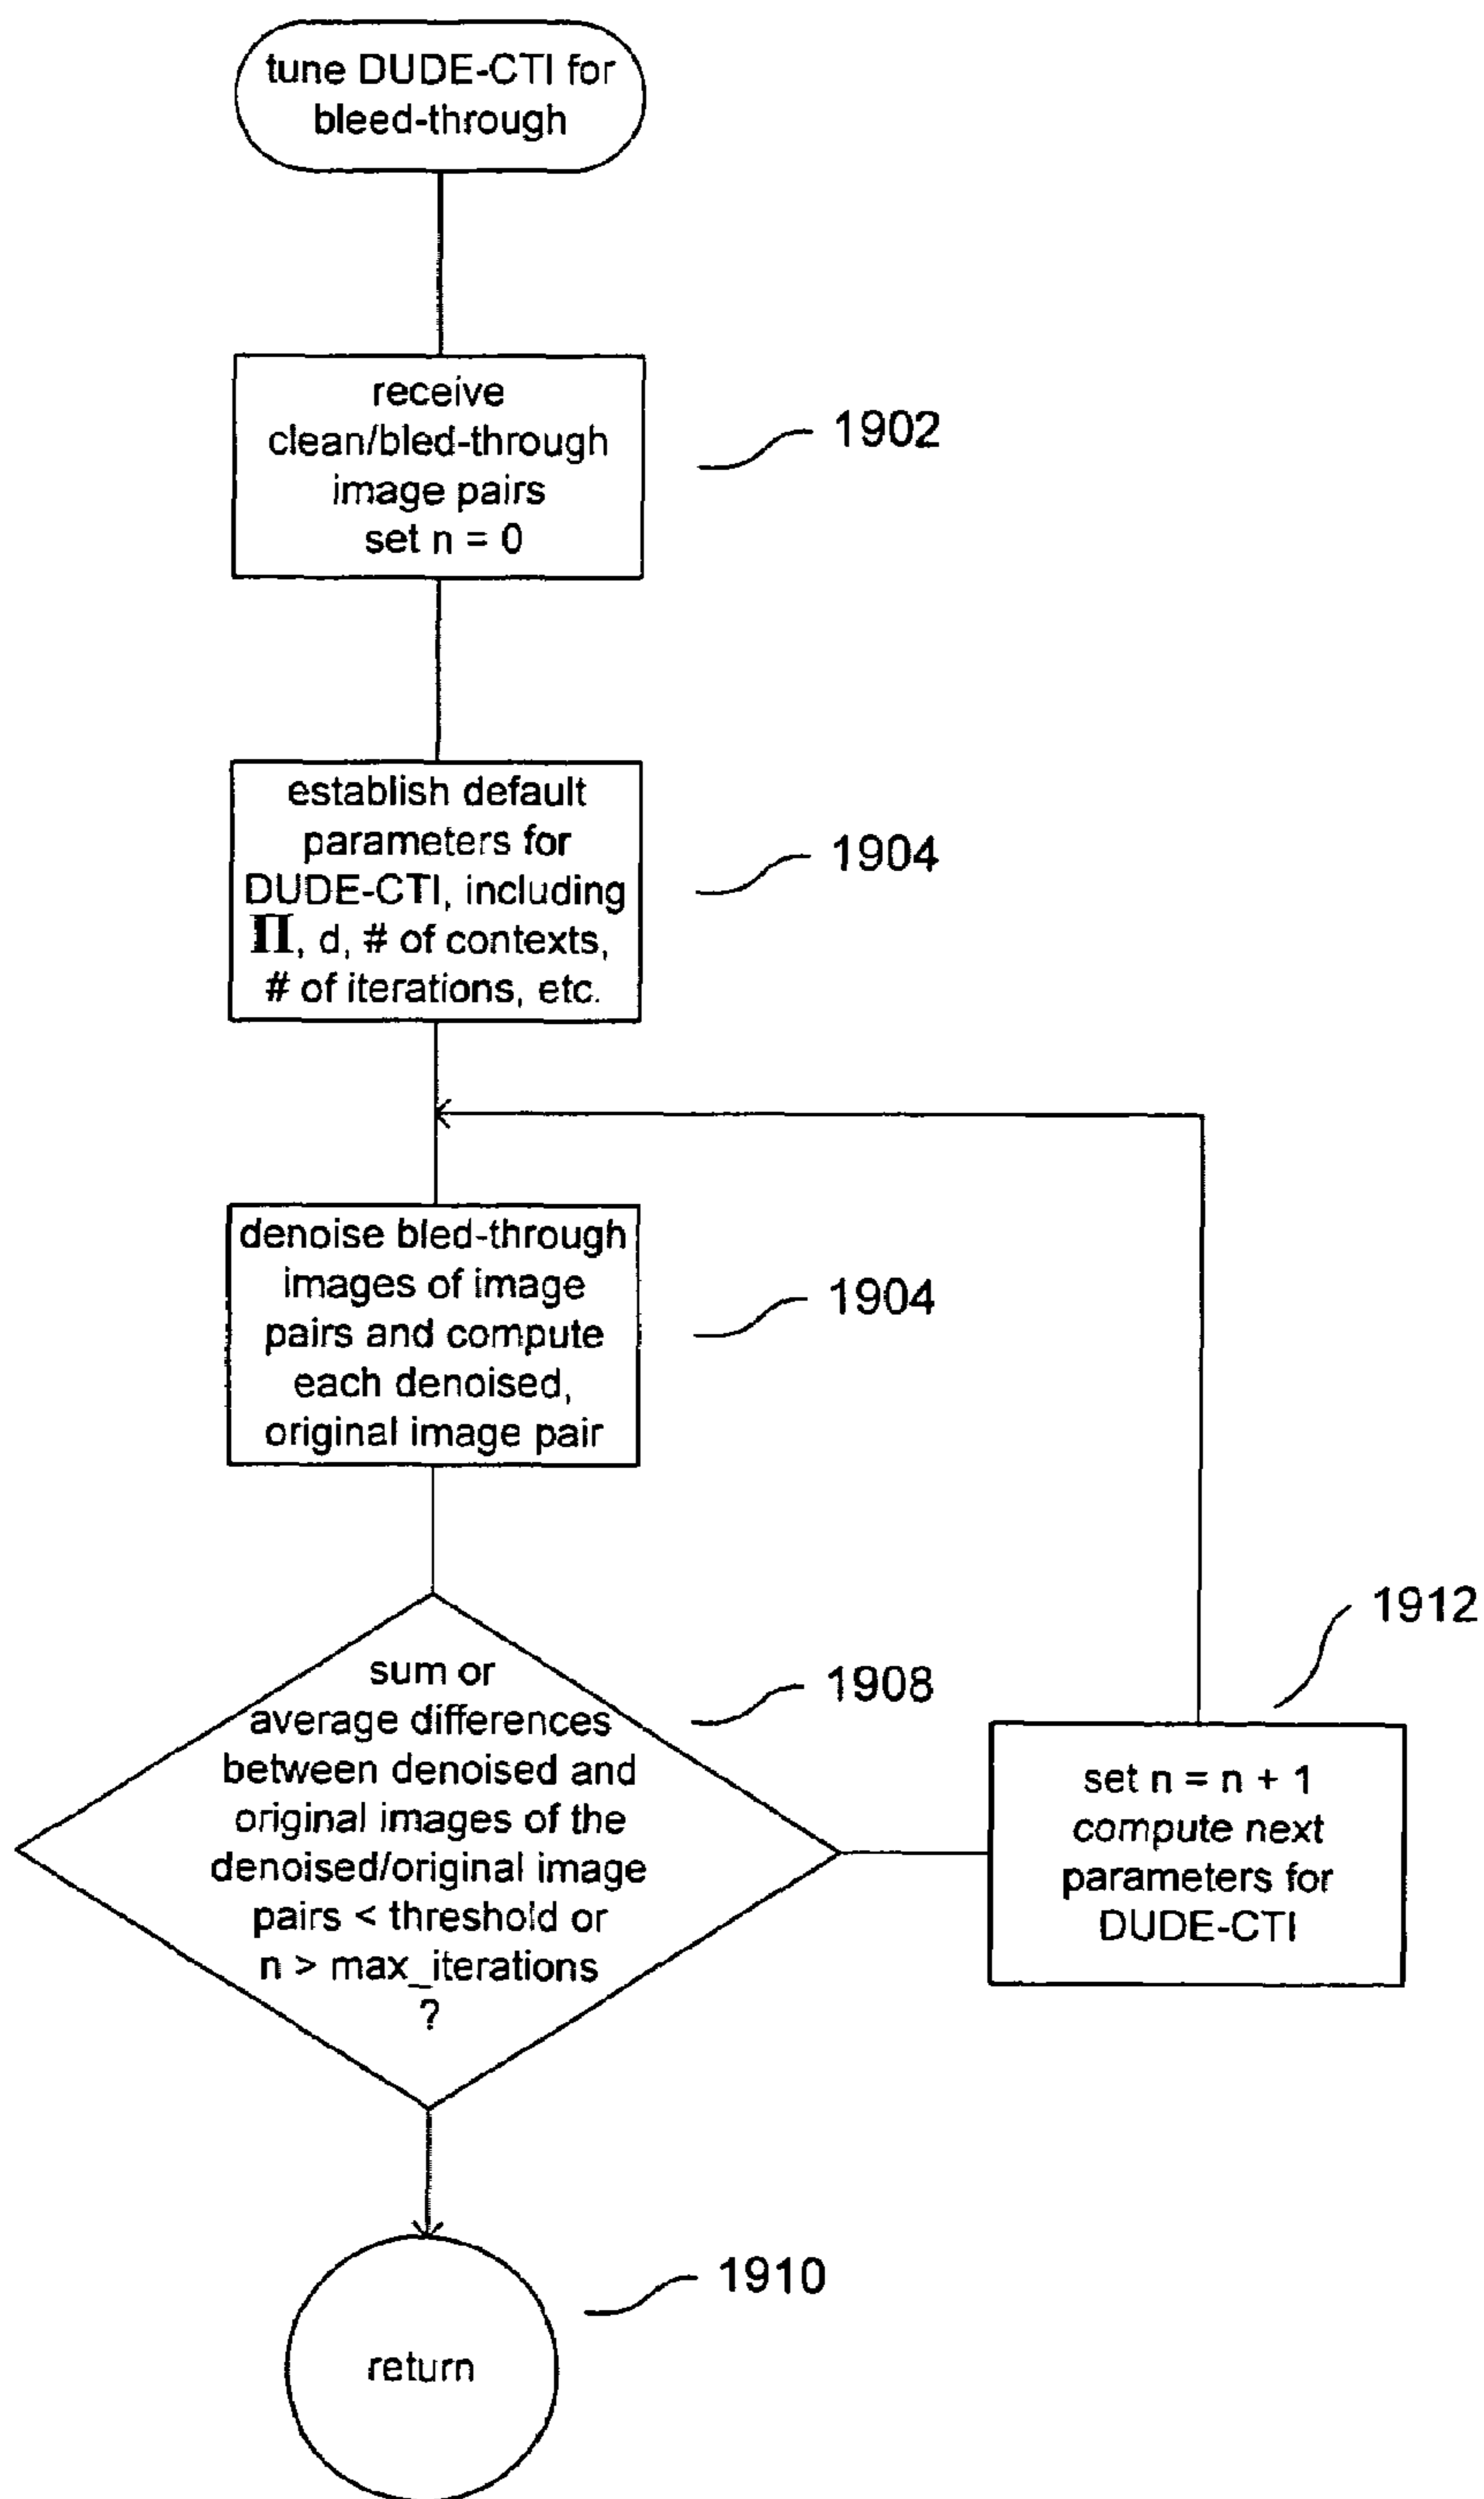 tune DUDE-CTI for
bleed-through
receive
clean/bled-through
image pairs
set n = 0
1902
establish default
parameters for
DUDE-CTI, including
Π, d, # of contexts,
# of iterations, etc.
1904
denoise bled-through
images of image
pairs and compute
each denoised,
original image pair
1904
sum or
average differences
between denoised and
original images of the
denoised/original image
pairs < threshold or
n > max_iterations
?
1908
set n = n + 1
compute next
parameters for
DUDE-CTI
1912
return
1910